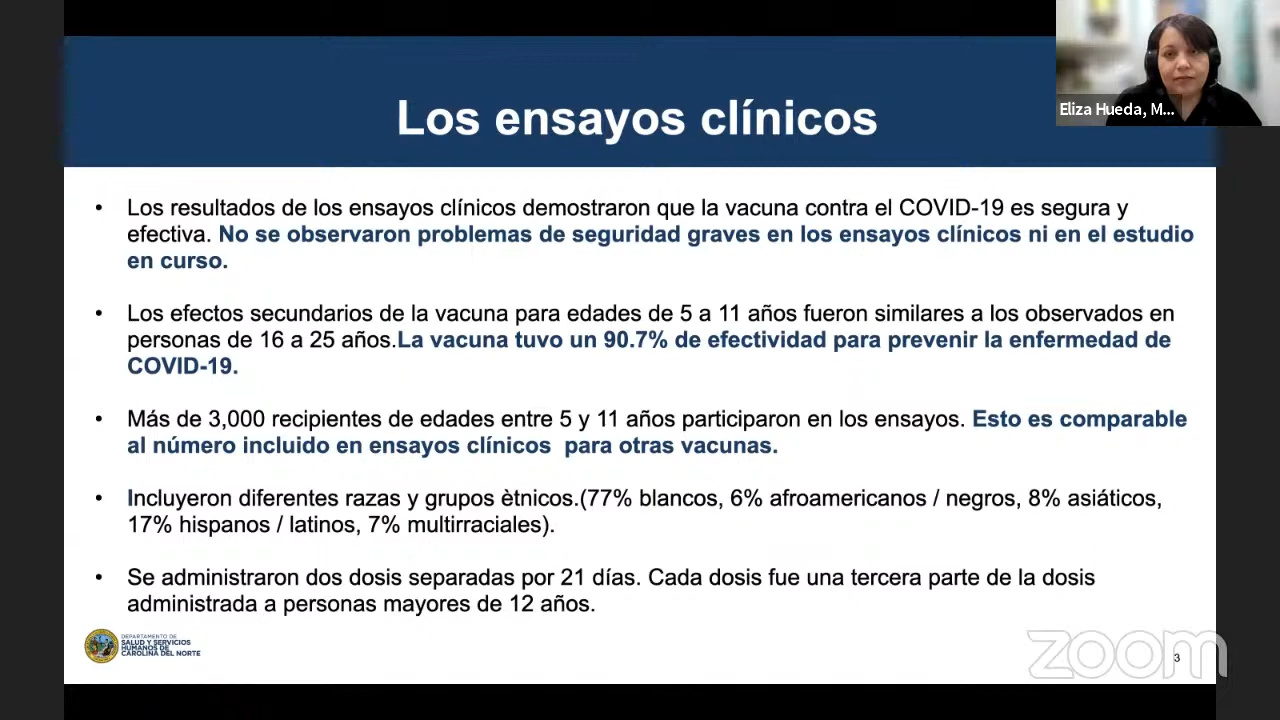 Los ensayos clínicos
Eliza Hueda, M...
• Los resultados de los ensayos clínicos demostraron que la vacuna contra el COVID-19 es segura y
efectiva. No se observaron problemas de seguridad graves en los ensayos clínicos ni en el estudio
en curso.
• Los efectos secundarios de la vacuna para edades de 5 a 11 años fueron similares a los observados en
personas de 16 a 25 años.La vacuna tuvo un 90.7% de efectividad para prevenir la enfermedad de
COVID-19.
• Más de 3,000 recipientes de edades entre 5 y 11 años participaron en los ensayos. Esto es comparable
al número incluido en ensayos clínicos  para otras vacunas.
• Incluyeron diferentes razas y grupos ètnicos.(77% blancos, 6% afroamericanos / negros, 8% asiáticos,
17% hispanos / latinos, 7% multirraciales).
• Se administraron dos dosis separadas por 21 días. Cada dosis fue una tercera parte de la dosis
administrada a personas mayores de 12 años.
DEPARTAMENTO DE
SALUD Y SERVICIOS
HUMANOS DE
CAROLINA DEL NORTE
zoom
3